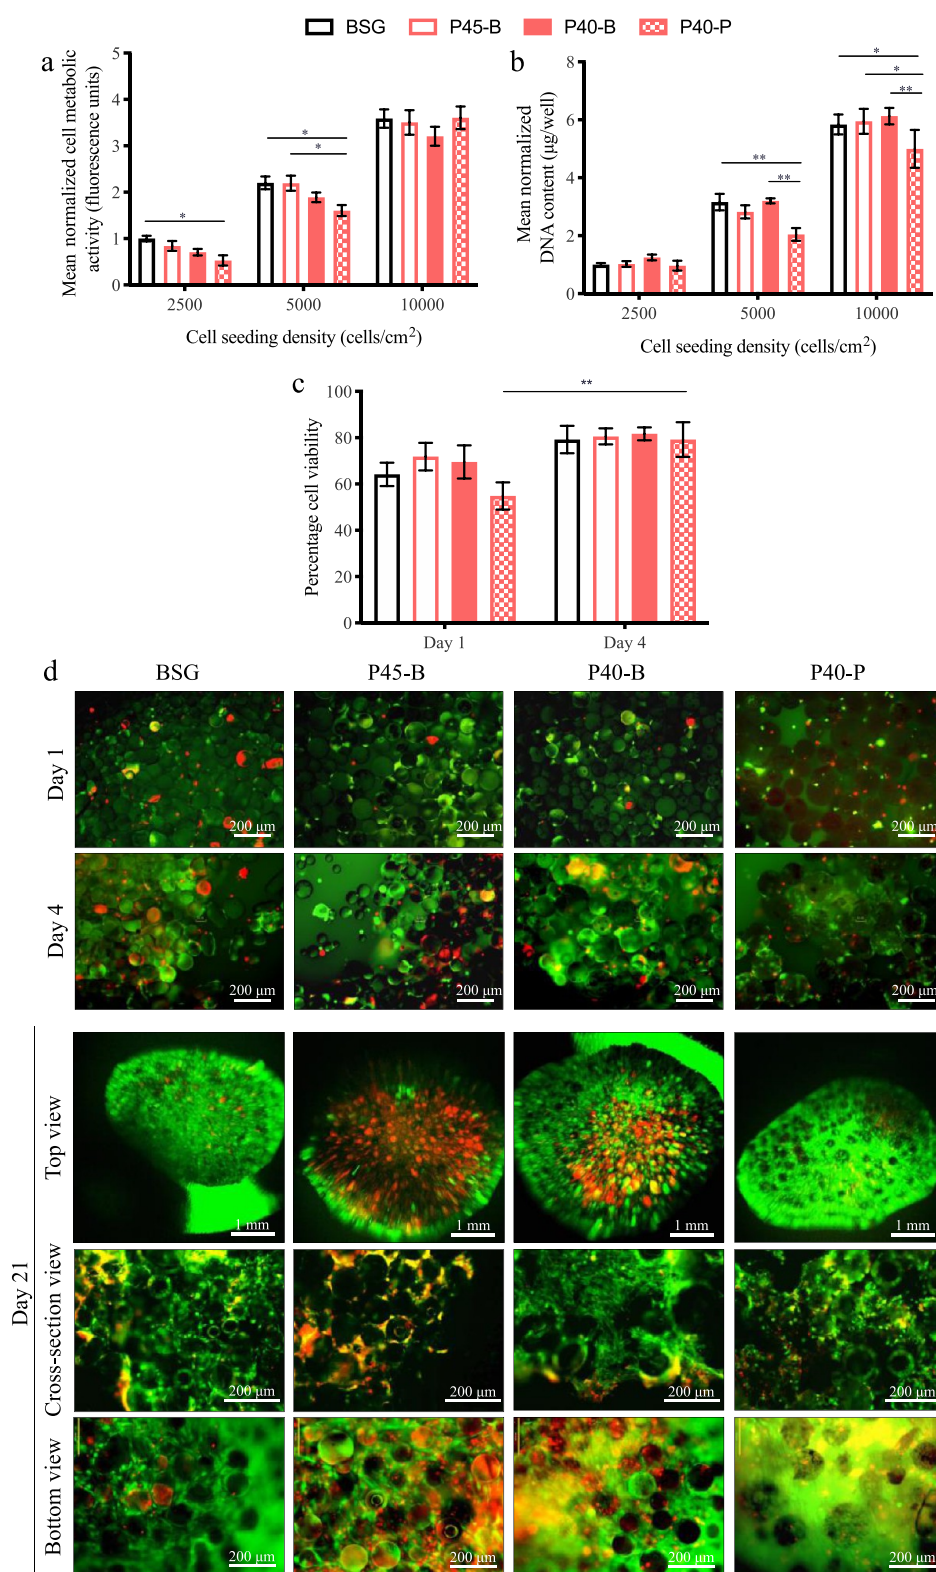 BSG P45-B P40-B P40-P
a
Mean normalized cell metabolic
activity (fluorescence units)
5
4
3
2
1
0
* * * 
2500 5000 10000
Cell seeding density (cells/cm²)
b
Mean normalized
DNA content (µg/well)
8
6
4
2
0
** ** * * **
2500 5000 10000
Cell seeding density (cells/cm²)
c
Percentage cell viability
100
80
60
40
20
0
**
Day 1 Day 4
d
BSG P45-B P40-B P40-P
Day 1
200 µm 200 µm 200 µm 200 µm
Day 4
200 µm 200 µm 200 µm 200 µm
Day 21
Top view
1 mm 1 mm 1 mm 1 mm
Cross-section view
200 µm 200 µm 200 µm 200 µm
Bottom view
200 µm 200 µm 200 µm 200 µm